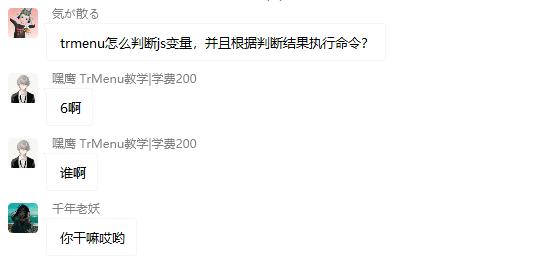 気が散る
trmenu怎么判断js变量，并且根据判断结果执行命令？
嘿鹰 TrMenu教学|学费200
6啊
嘿鹰 TrMenu教学|学费200
谁啊
千年老妖
你干嘛哎哟